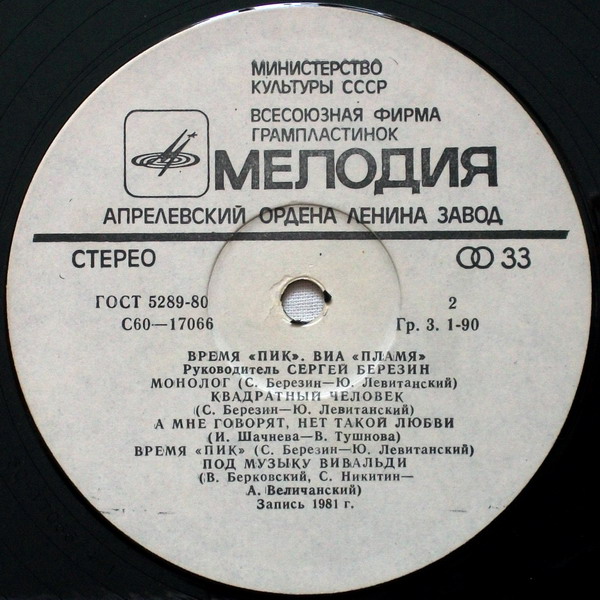 МИНИСТЕРСТВО
КУЛЬТУРЫ СССР
ВСЕСОЮЗНАЯ ФИРМА
ГРАМПЛАСТИНОК
МЕЛОДИЯ
АПРЕЛЕВСКИЙ ОРДЕНА ЛЕНИНА ЗАВОД
СТЕРЕО 33
ГОСТ 5289-80 2
С60—17066 Гр. 3. 1-90
ВРЕМЯ «ПИК». ВИА «ПЛАМЯ»
Руководитель СЕРГЕЙ БЕРЕЗИН
МОНОЛОГ (С. Березин—Ю. Левитанский)
КВАДРАТНЫЙ ЧЕЛОВЕК
(С. Березин—Ю. Левитанский)
А МНЕ ГОВОРЯТ, НЕТ ТАКОЙ ЛЮБВИ
(И. Шачнева—В. Тушнова)
ВРЕМЯ «ПИК» (С. Березин—Ю. Левитанский)
ПОД МУЗЫКУ ВИВАЛЬДИ
(В. Берковский, С. Никитин—
А. Величанский)
Запись 1981 г.